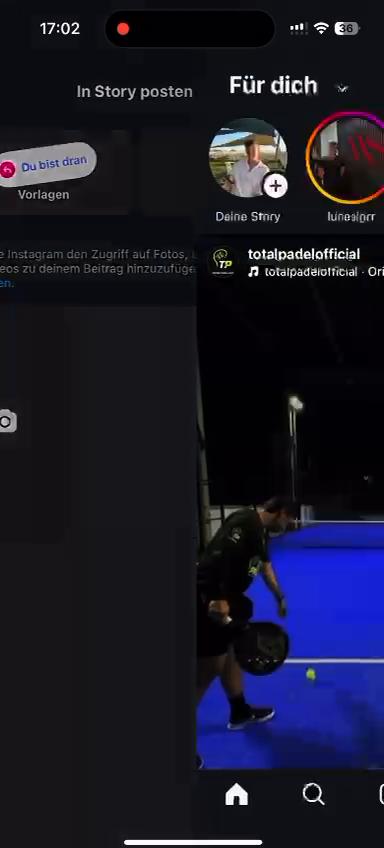 17:02
36
In Story posten
Für dich
Du bist dran
Vorlagen
Deine Story
e Instagram den Zugriff auf Fotos,
eos zu deinem Beitrag hinzuzufüge
en.
totalpadelofficial
totalpadelofficial · Ori
TP